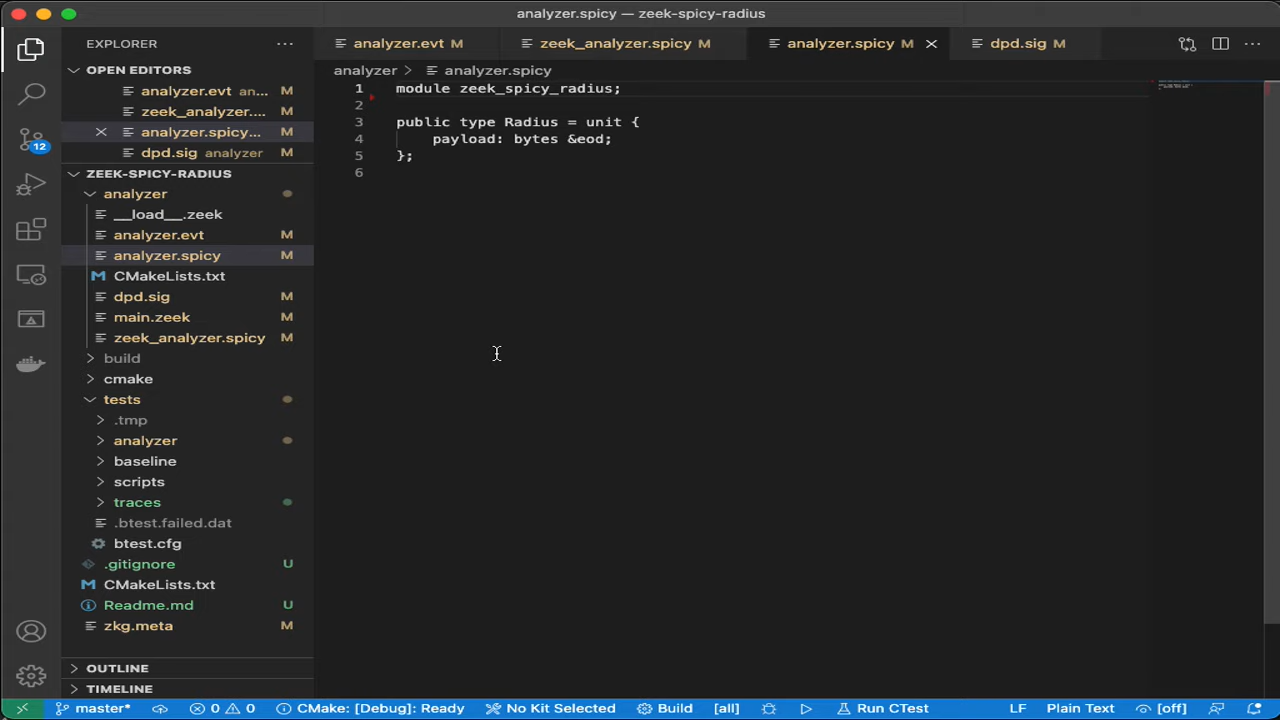 analyzer.spicy — zeek-spicy-radius
EXPLORER ···
analyzer.evt M
zeek_analyzer.spicy M
analyzer.spicy M
dpd.sig M
analyzer > analyzer.spicy
OPEN EDITORS
analyzer.evt an... M
zeek_analyzer.... M
analyzer.spicy... M
dpd.sig analyzer M
ZEEK-SPICY-RADIUS
analyzer
__load__.zeek
analyzer.evt M
analyzer.spicy M
CMakeLists.txt
dpd.sig M
main.zeek M
zeek_analyzer.spicy M
build
cmake
tests
.tmp
analyzer
baseline
scripts
traces
.btest.failed.dat
btest.cfg
.gitignore U
CMakeLists.txt
Readme.md U
zkg.meta M
OUTLINE
TIMELINE
12
1 module zeek_spicy_radius;
2
3 public type Radius = unit {
4 payload: bytes &eod;
5 };
6
master* 0 0 CMake: [Debug]: Ready No Kit Selected Build [all] Run CTest LF Plain Text [off]